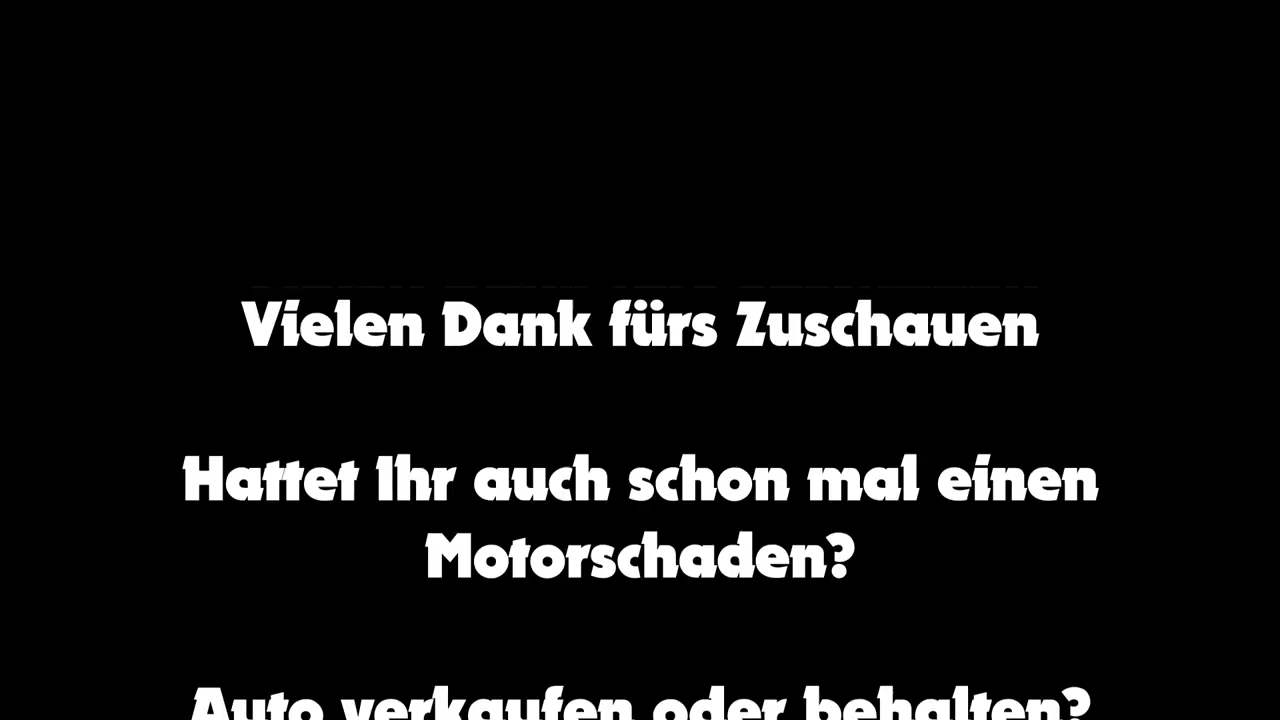 Vielen Dank fürs Zuschauen
Hattet Ihr auch schon mal einen
Motorschaden?
Auto verkaufen oder behalten?